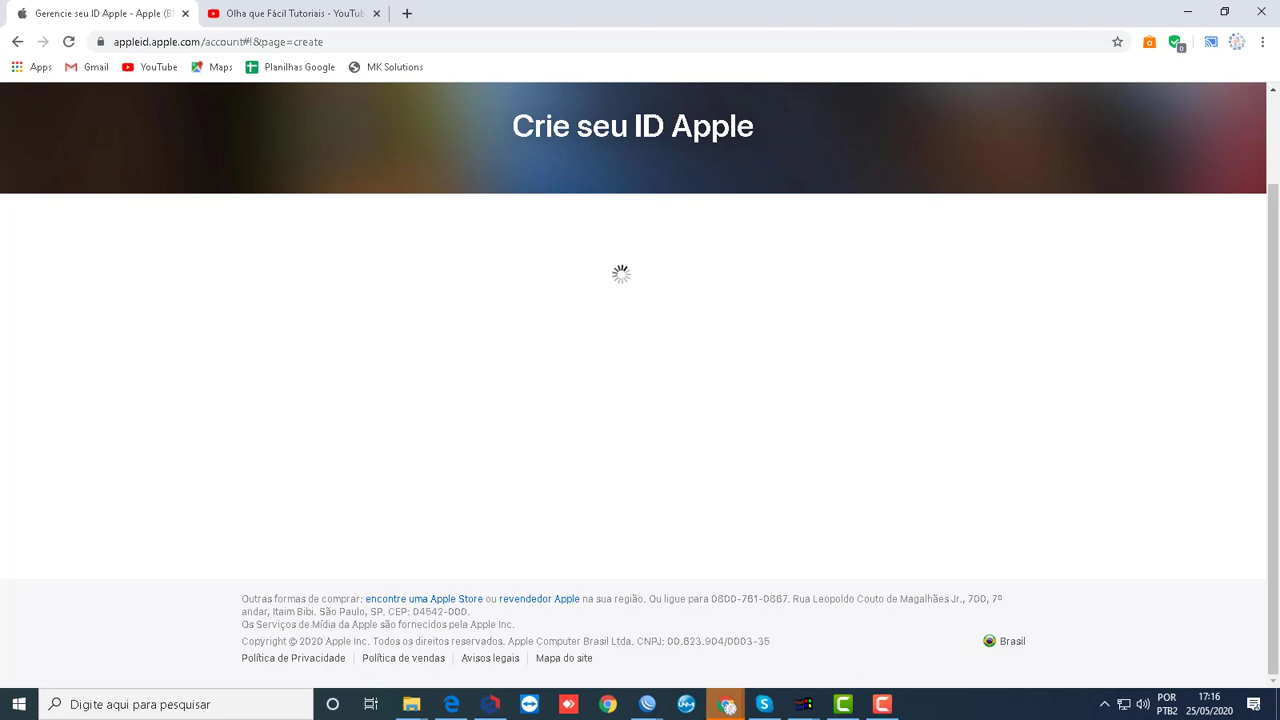 Gerencie seu ID Apple - Apple (B
Olha que Fácil Tutoriais - YouTub
appleid.apple.com/account#!&page=create
Apps
Gmail
YouTube
Maps
Planilhas Google
MK Solutions
Crie seu ID Apple
Outras formas de comprar: encontre uma Apple Store ou revendedor Apple na sua região. Ou ligue para 0800-761-0867. Rua Leopoldo Couto de Magalhães Jr., 700, 7º
andar, Itaim Bibi. São Paulo, SP. CEP: 04542-000.
Os Serviços de Mídia da Apple são fornecidos pela Apple Inc.
Copyright © 2020 Apple Inc. Todos os direitos reservados. Apple Computer Brasil Ltda. CNPJ: 00.623.904/0003-35
Brasil
Política de Privacidade
Política de vendas
Avisos legais
Mapa do site
Digite aqui para pesquisar
POR
PTB2
17:16
25/05/2020